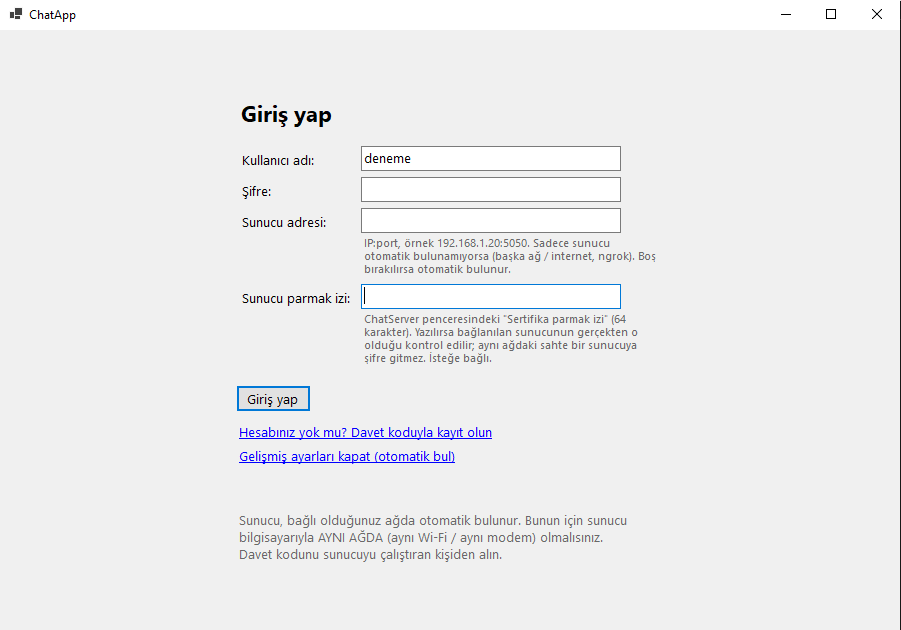 ChatApp
Giriş yap
Kullanıcı adı:
deneme
Şifre:
Sunucu adresi:
IP:port, örnek 192.168.1.20:5050. Sadece sunucu
otomatik bulunamıyorsa (başka ağ / internet, ngrok). Boş
bırakılırsa otomatik bulunur.
Sunucu parmak izi:
ChatServer penceresindeki "Sertifika parmak izi" (64
karakter). Yazılırsa bağlanılan sunucunun gerçekten o
olduğu kontrol edilir; aynı ağdaki sahte bir sunucuya
şifre gitmez. İsteğe bağlı.
Giriş yap
Hesabınız yok mu? Davet koduyla kayıt olun
Gelişmiş ayarları kapat (otomatik bul)
Sunucu, bağlı olduğunuz ağda otomatik bulunur. Bunun için sunucu
bilgisayarıyla AYNI AĞDA (aynı Wi-Fi / aynı modem) olmalısınız.
Davet kodunu sunucuyu çalıştıran kişiden alın.